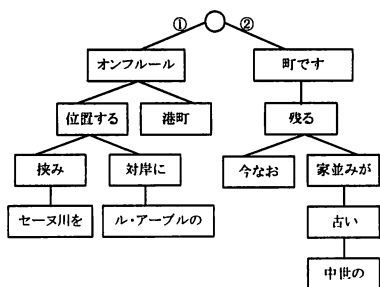 ① ②
オンフルール 町です
位置する 港町 残る
挟み 対岸に 今なお 家並みが
セーヌ川を ル・アーブルの 古い
中世の